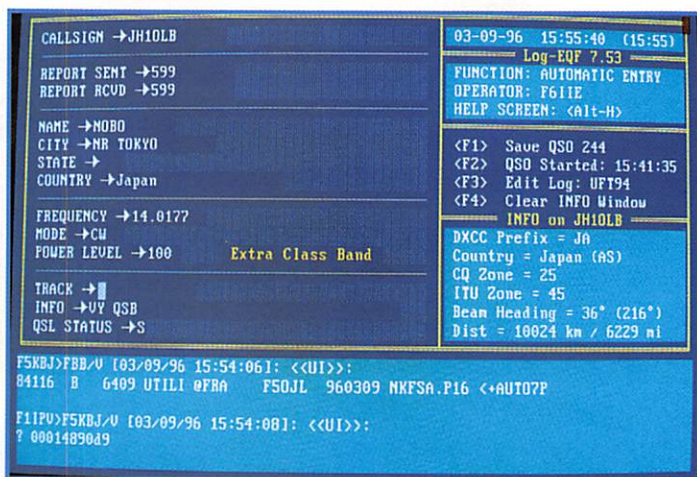 CALLSIGN →JH1OLB
REPORT SENT →599
REPORT RCVD →599
NAME →NOBO
CITY →NR TOKYO
STATE →
COUNTRY →Japan
FREQUENCY →14.0177
MODE →CW
POWER LEVEL →100 Extra Class Band
TRACK →
INFO →VY QSB
QSL STATUS →S
03-09-96 15:55:40 (15:55)
Log-EQF 7.53
FUNCTION: AUTOMATIC ENTRY
OPERATOR: F6IIE
HELP SCREEN: <Alt-H>
<F1> Save QSO 244
<F2> QSO Started: 15:41:35
<F3> Edit Log: UFT94
<F4> Clear INFO Window
INFO on JH1OLB
DXCC Prefix = JA
Country = Japan (AS)
CQ Zone = 25
ITU Zone = 45
Beam Heading = 36° (216°)
Dist = 10024 km / 6229 mi
F5KBJ>FBB/V [03/09/96 15:54:06]: <<UI>>:
84116 B 6409 UTILI @FRA F5OJL 960309 NKFSA.P16 <+AUTO7P
F1IPV>F5KBJ/V [03/09/96 15:54:08]: <<UI>>:
? 00014890d9